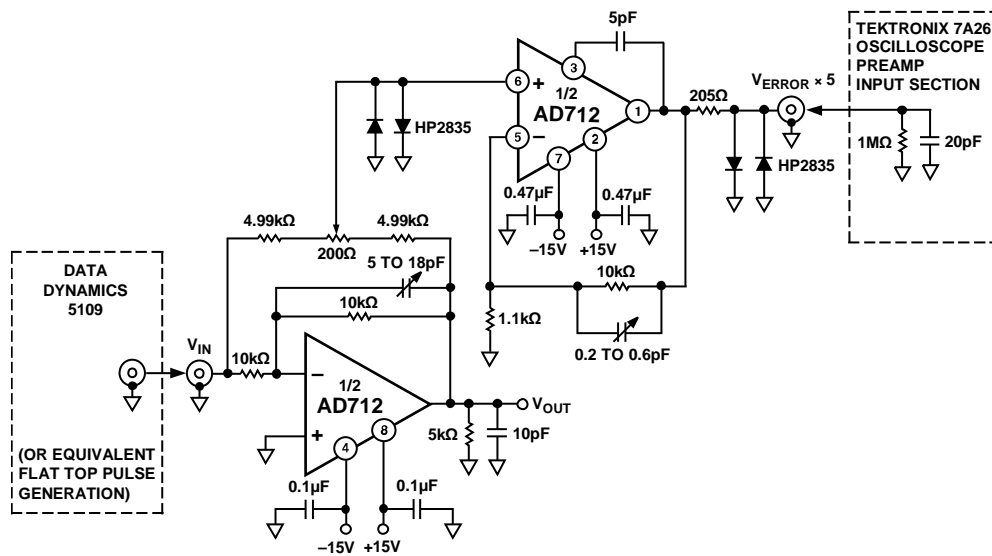 5pF
TEKTRONIX 7A26
OSCILLOSCOPE
PREAMP
INPUT SECTION
3
6
+
1/2
AD712
1
VERROR × 5
205Ω
HP2835
5
–
2
7
1MΩ
20pF
HP2835
0.47µF
0.47µF
–15V
+15V
4.99kΩ
4.99kΩ
200Ω
5 TO 18pF
10kΩ
DATA
DYNAMICS
5109
10kΩ
1.1kΩ
0.2 TO 0.6pF
VIN
10kΩ
–
1/2
AD712
+
8
4
VOUT
5kΩ
10pF
(OR EQUIVALENT
FLAT TOP PULSE
GENERATION)
0.1µF
0.1µF
–15V
+15V